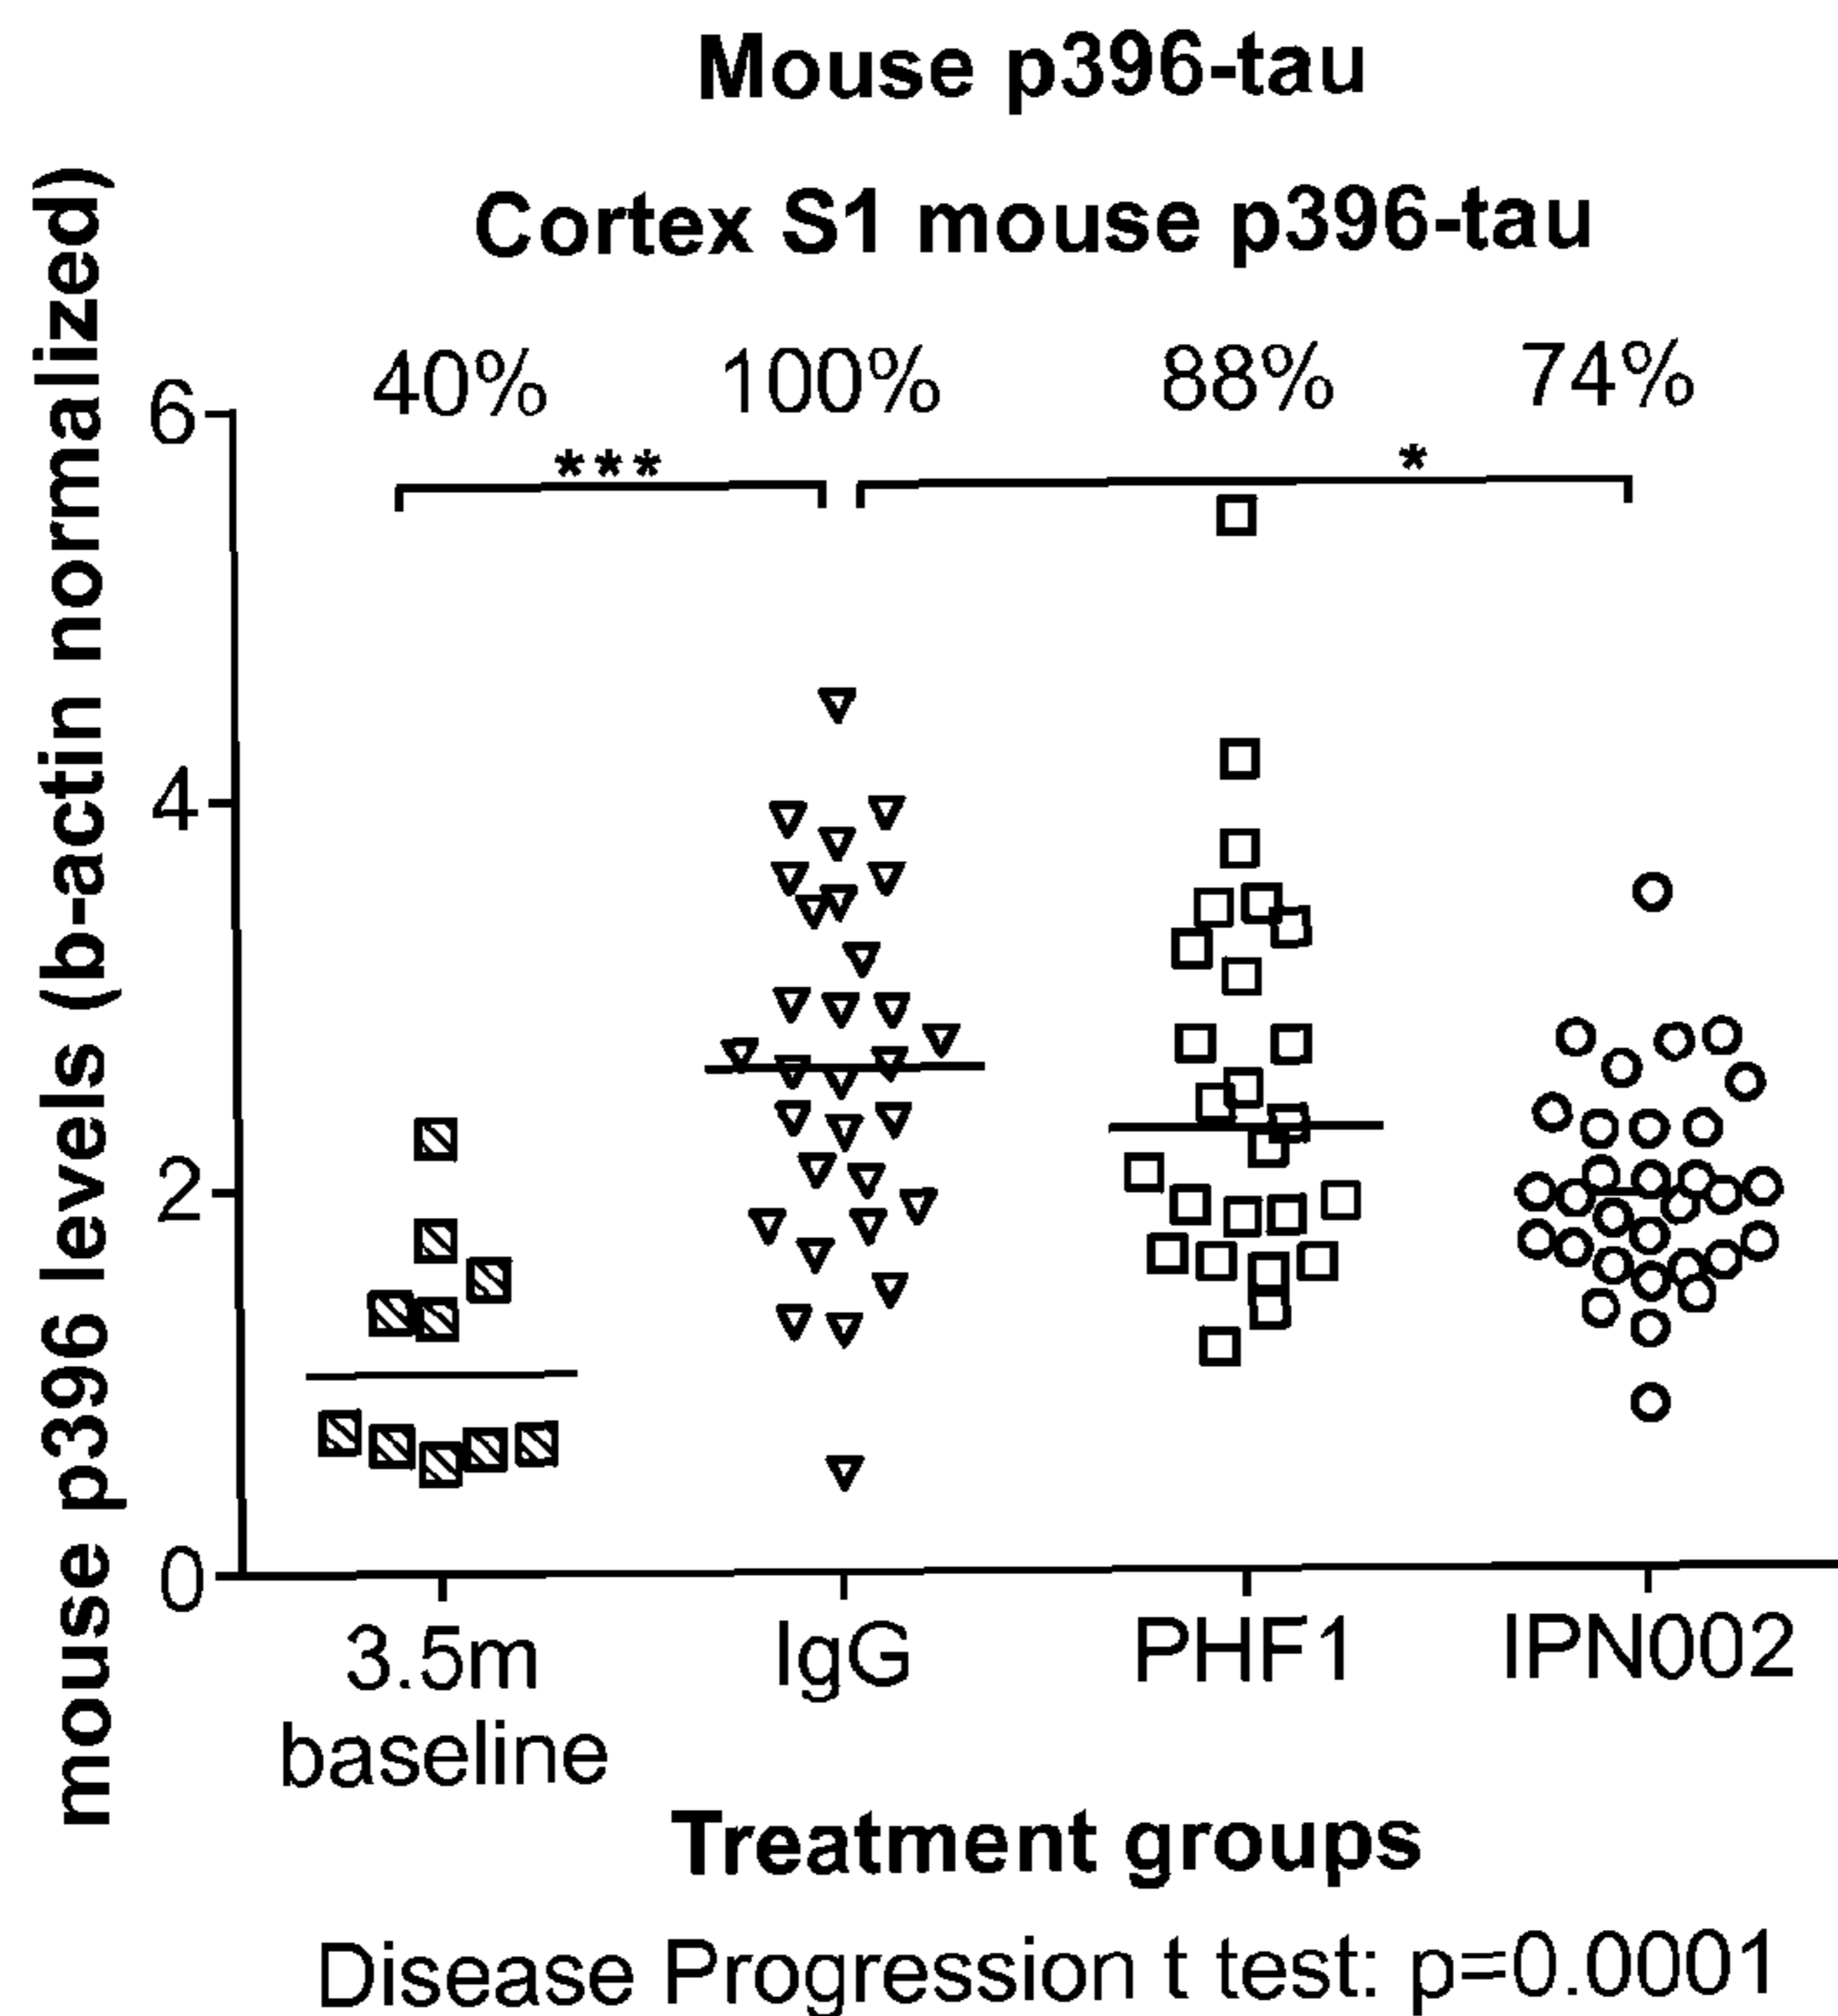 Mouse p396-tau
Cortex S1 mouse p396-tau
40% 100% 88% 74%
*** *
mouse p396 levels (b-actin normalized)
6
4
2
0
3.5m baseline IgG PHF1 IPN002
Treatment groups
Disease Progression t test: p=0.0001